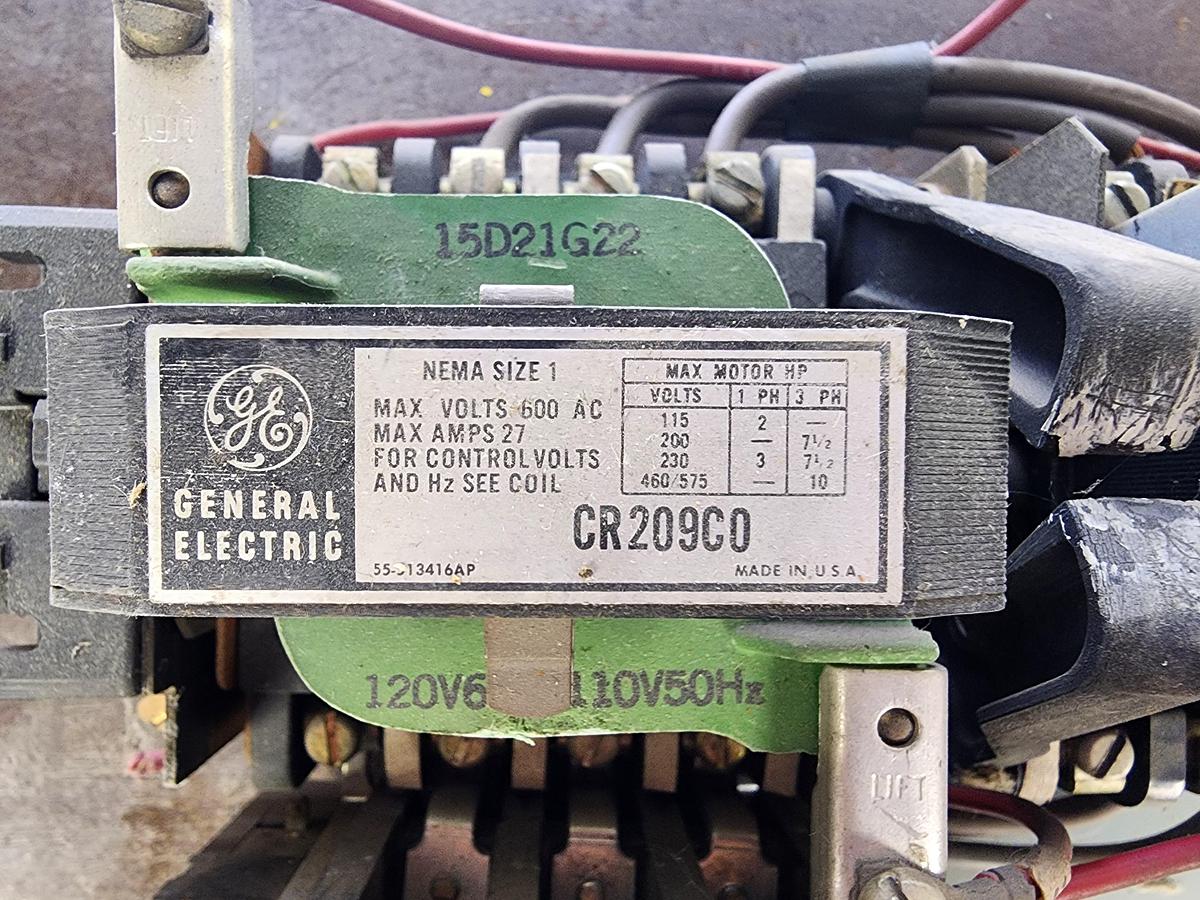 LIFT
15D21G22
GE
GENERAL
ELECTRIC
NEMA SIZE 1
MAX VOLTS 600 AC
MAX AMPS 27
FOR CONTROL VOLTS
AND Hz SEE COIL
MAX MOTOR HP
VOLTS 1 PH 3 PH
115 2 —
200 — 7½
230 3 7½
460/575 — 10
CR209C0
MADE IN U.S.A.
120V6 110V50Hz
LIFT